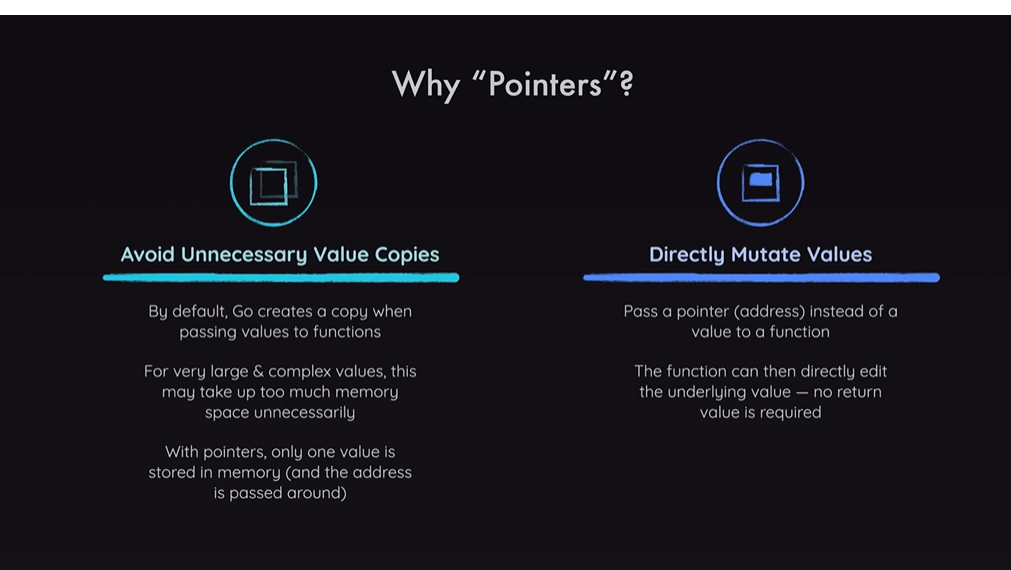 Why “Pointers”?
Avoid Unnecessary Value Copies
By default, Go creates a copy when
passing values to functions
For very large & complex values, this
may take up too much memory
space unnecessarily
With pointers, only one value is
stored in memory (and the address
is passed around)
Directly Mutate Values
Pass a pointer (address) instead of a
value to a function
The function can then directly edit
the underlying value — no return
value is required